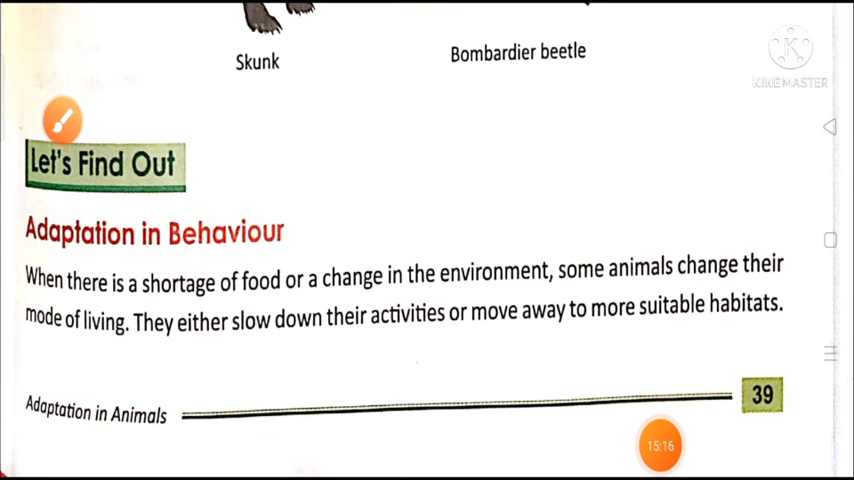 Skunk
Bombardier beetle
KINEMASTER
Let's Find Out
Adaptation in Behaviour
When there is a shortage of food or a change in the environment, some animals change their
mode of living. They either slow down their activities or move away to more suitable habitats.
Adaptation in Animals
39
15:16